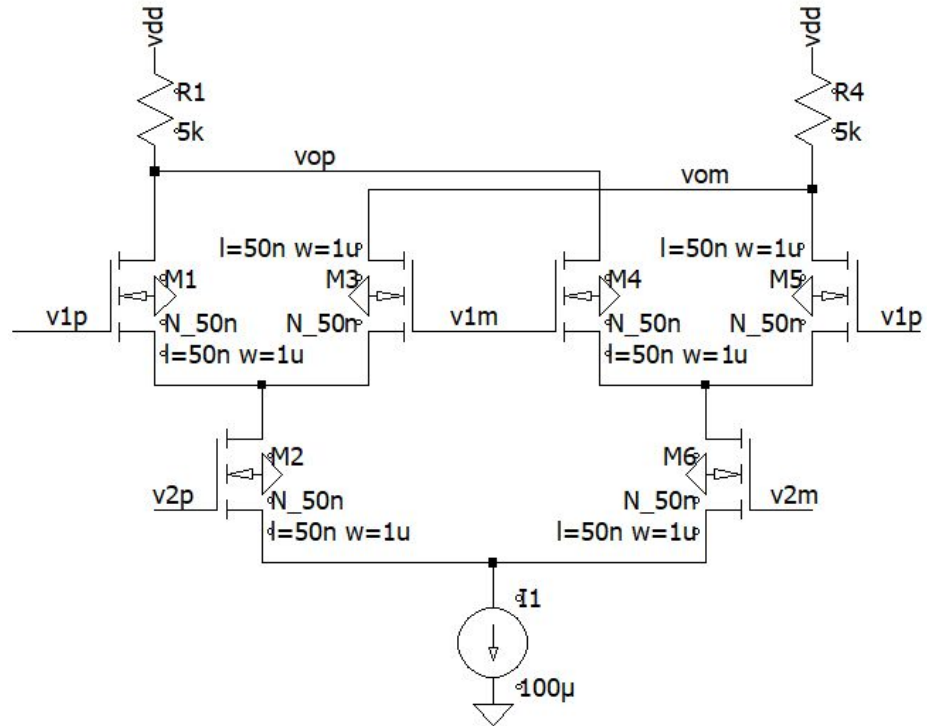 vdd
vdd
R1
R4
5k
5k
vop
vom
l=50n w=1u
l=50n w=1u
M1
M3
M4
M5
v1p
N_50n
N_50n
v1m
N_50n
N_50n
v1p
l=50n w=1u
l=50n w=1u
M2
M6
v2p
N_50n
N_50n
v2m
l=50n w=1u
l=50n w=1u
I1
100µ